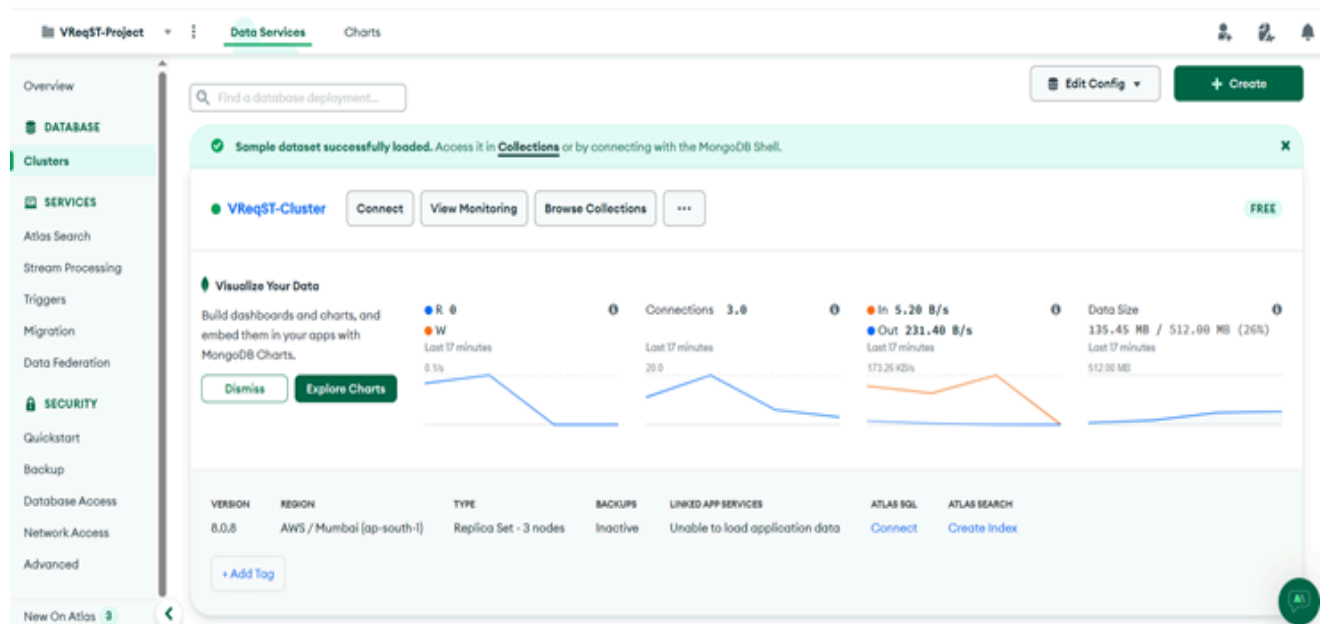 VReqST-Project
Data Services
Charts
Overview
DATABASE
Clusters
SERVICES
Atlas Search
Stream Processing
Triggers
Migration
Data Federation
SECURITY
Quickstart
Backup
Database Access
Network Access
Advanced
New On Atlas 3
Find a database deployment...
Edit Config
+ Create
Sample dataset successfully loaded. Access it in Collections or by connecting with the MongoDB Shell.
VReqST-Cluster
Connect
View Monitoring
Browse Collections
...
FREE
Visualize Your Data
Build dashboards and charts, and
embed them in your apps with
MongoDB Charts.
Dismiss
Explore Charts
R 0
W
Last 17 minutes
0.1/s
Connections 3.0
Last 17 minutes
20.0
In 5.20 B/s
Out 231.40 B/s
Last 17 minutes
173.26 KB/s
Data Size
135.45 MB / 512.00 MB (26%)
Last 17 minutes
512.00 MB
VERSION
8.0.8
REGION
AWS / Mumbai (ap-south-1)
TYPE
Replica Set - 3 nodes
BACKUPS
Inactive
LINKED APP SERVICES
Unable to load application data
ATLAS SQL
Connect
ATLAS SEARCH
Create Index
+ Add Tag